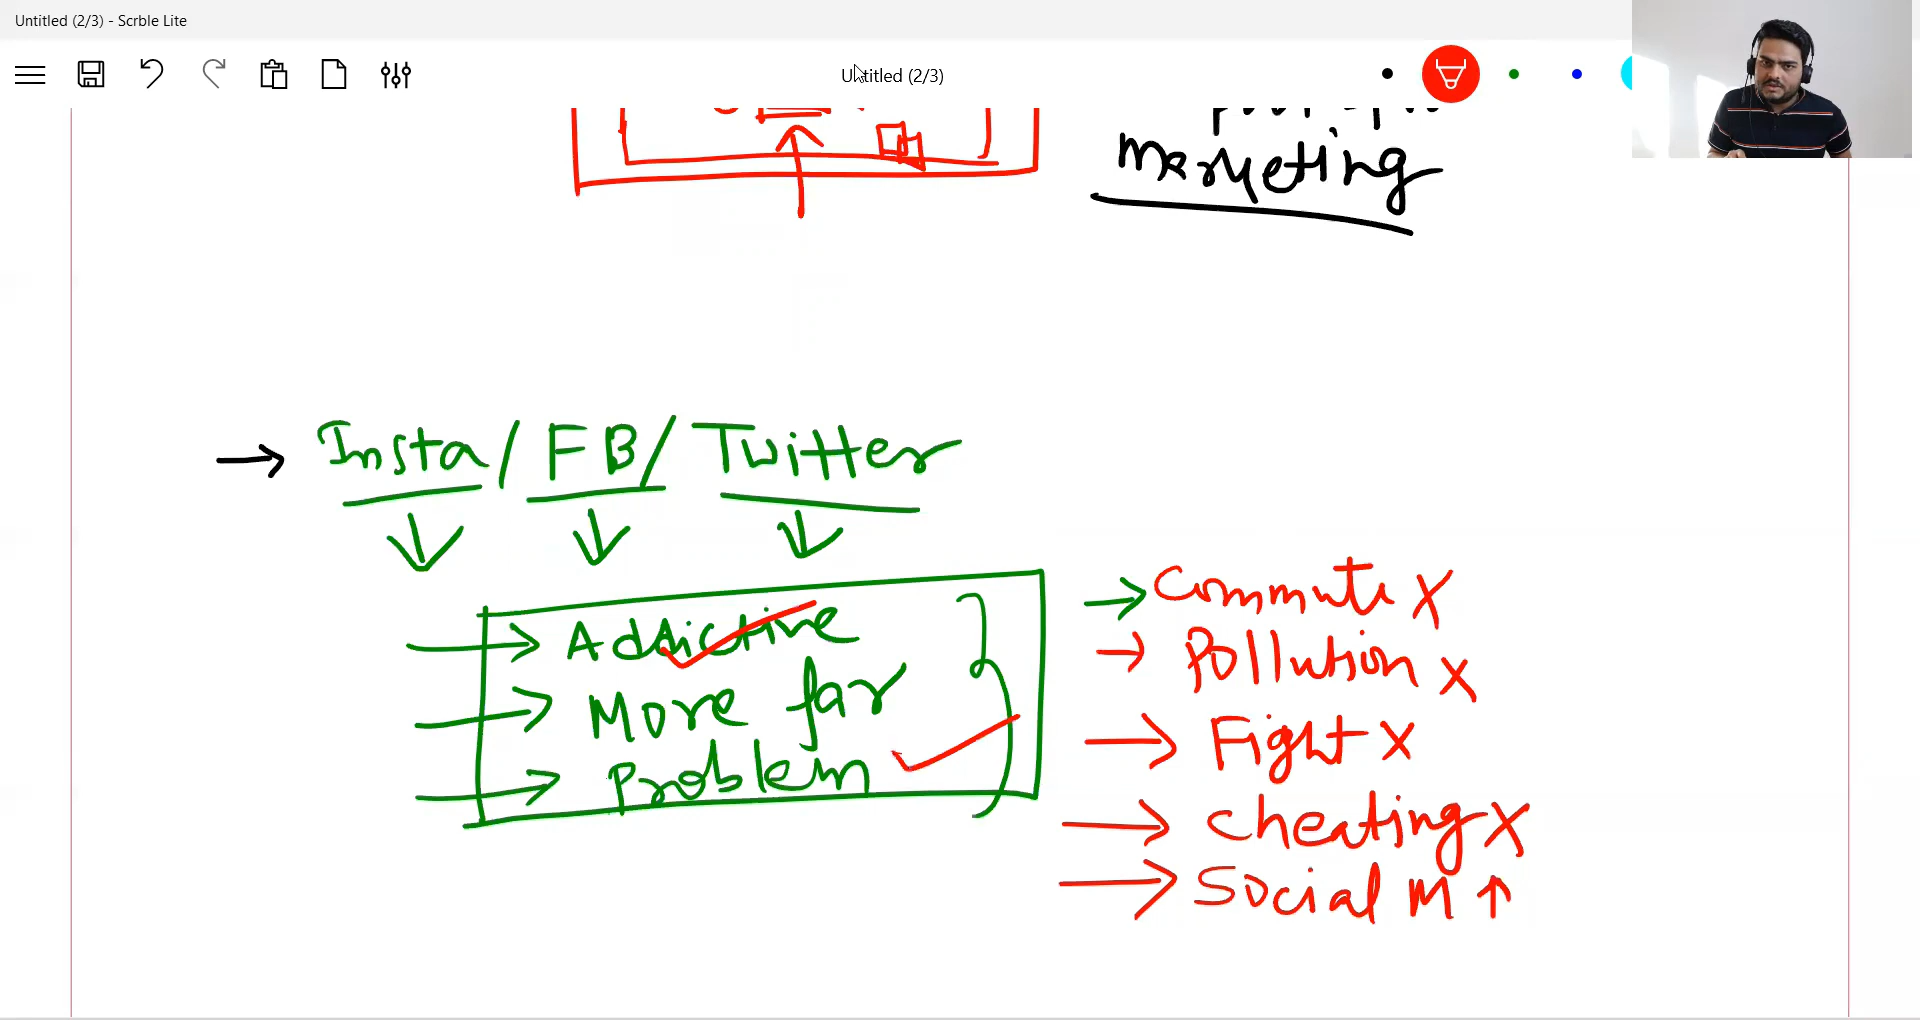 Untitled (2/3) - Scrble Lite
Untitled (2/3)
marketing
Insta / FB / Twitter
Addictive
More far
Problem
Commute X
Pollution X
Fight X
Cheating X
Social M ↑